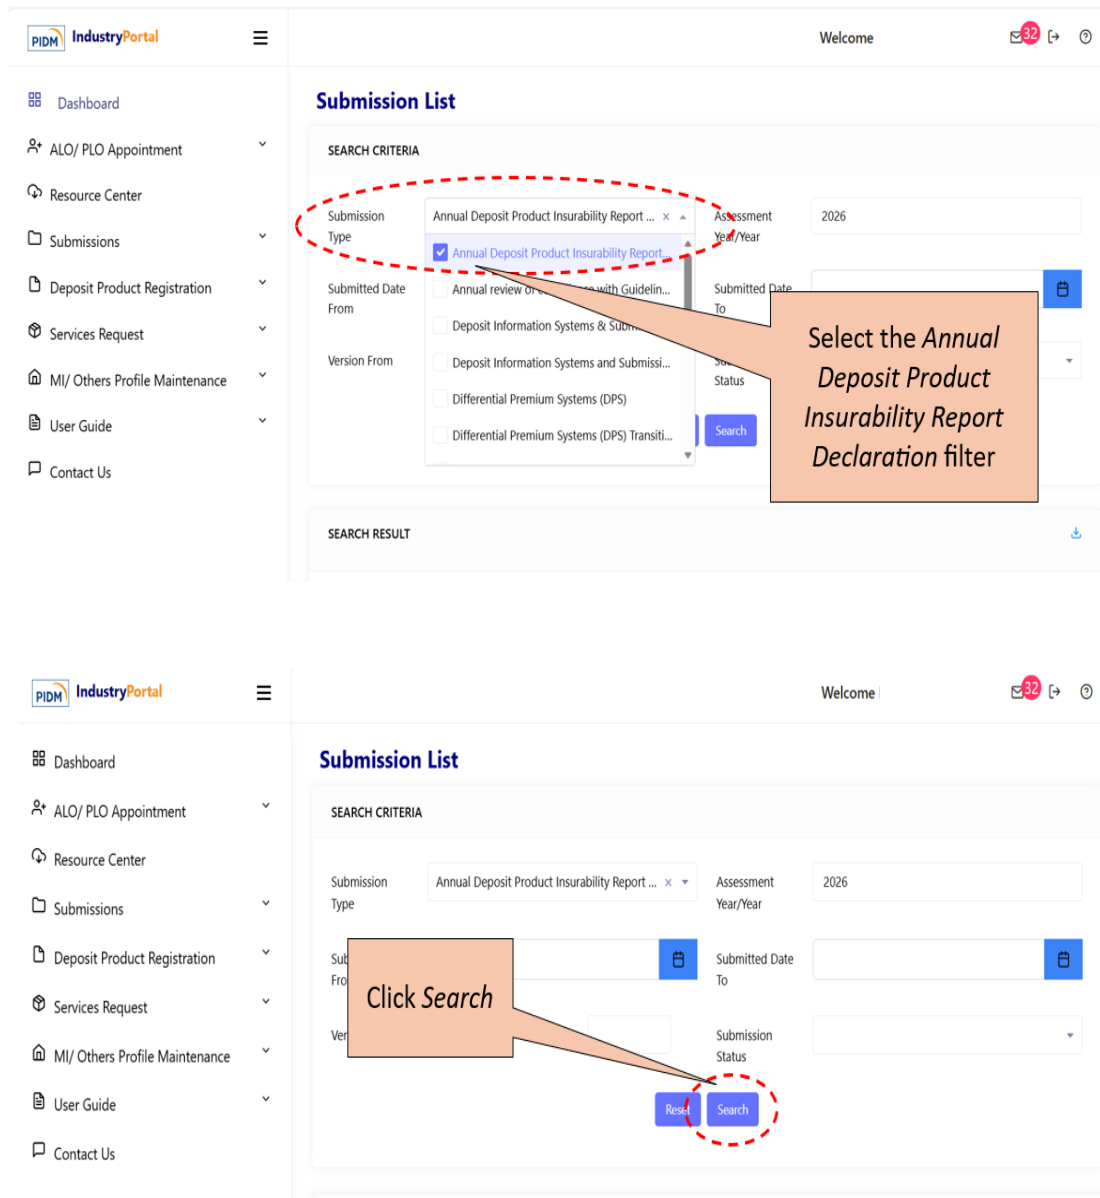 PIDM IndustryPortal
Welcome
32
Dashboard
ALO/ PLO Appointment
Resource Center
Submissions
Deposit Product Registration
Services Request
MI/ Others Profile Maintenance
User Guide
Contact Us
Submission List
SEARCH CRITERIA
Submission
Type
Annual Deposit Product Insurability Report ... x
Assessment
Year/Year
2026
Annual Deposit Product Insurability Report...
Submitted Date
From
Annual review of with Guidelin...
Submitted Date
To
Deposit Information Systems &
Version From
Deposit Information Systems and Submissi...
Status
Differential Premium Systems (DPS)
Differential Premium Systems (DPS) Transiti...
Search
Select the Annual
Deposit Product
Insurability Report
Declaration filter
SEARCH RESULT
PIDM IndustryPortal
Welcome
32
Dashboard
ALO/ PLO Appointment
Resource Center
Submissions
Deposit Product Registration
Services Request
MI/ Others Profile Maintenance
User Guide
Contact Us
Submission List
SEARCH CRITERIA
Submission
Type
Annual Deposit Product Insurability Report ... x
Assessment
Year/Year
2026
Submitted Date
To
Click Search
Submission
Status
Reset
Search